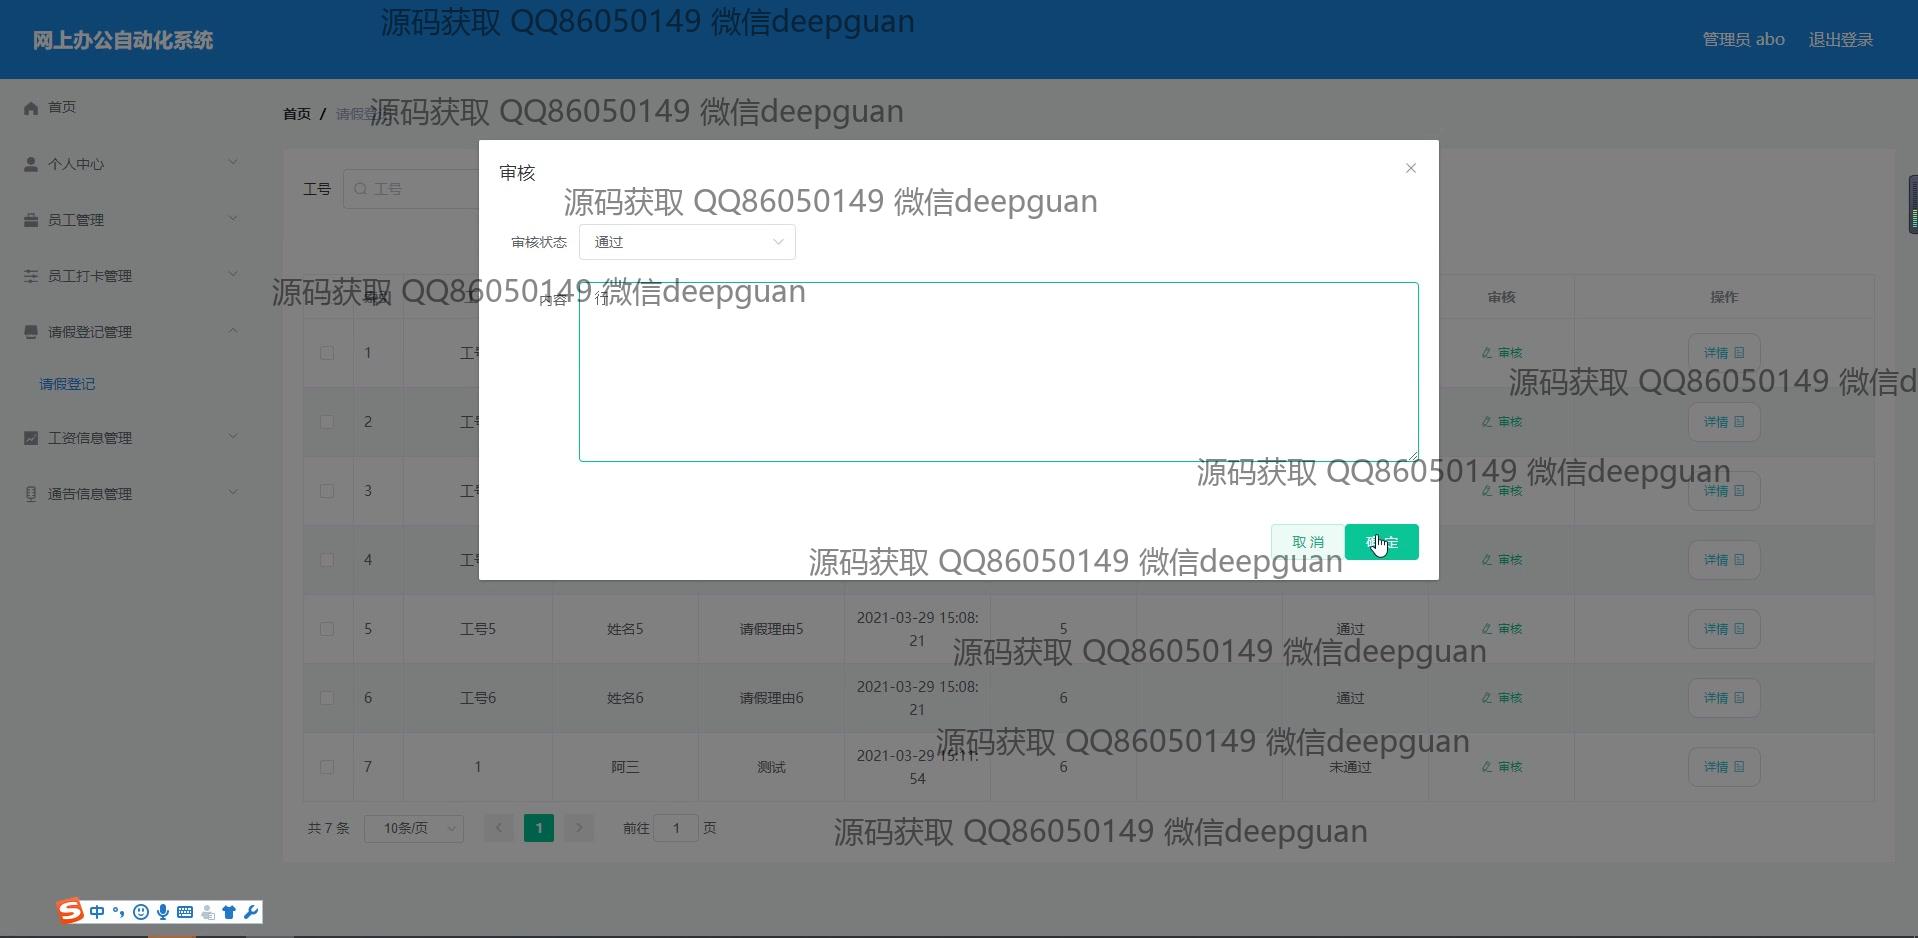 源码获取 QQ86050149 微信deepguan
网上办公自动化系统
管理员 abo 退出登录
首页
首页 / 请假登
源码获取 QQ86050149 微信deepguan
个人中心
审核
工号 工号
源码获取 QQ86050149 微信deepguan
员工管理
审核状态 通过
员工打卡管理
源码获取 QQ86050149 微信deepguan
内容 行
审核 操作
请假登记管理
1 工号 审核 详情
请假登记
源码获取 QQ86050149 微信d
2 工号 审核 详情
工资信息管理
源码获取 QQ86050149 微信deepguan
3 工号 审核 详情
通告信息管理
取消 确定
源码获取 QQ86050149 微信deepguan
4 工号 审核 详情
5 工号5 姓名5 请假理由5 2021-03-29 15:08: 5 通过 审核 详情
21
源码获取 QQ86050149 微信deepguan
6 工号6 姓名6 请假理由6 2021-03-29 15:08: 6 通过 审核 详情
21
源码获取 QQ86050149 微信deepguan
7 1 阿三 测试 2021-03-29 15:11: 6 未通过 审核 详情
54
共 7 条 10条/页 1 前往 1 页
源码获取 QQ86050149 微信deepguan
中